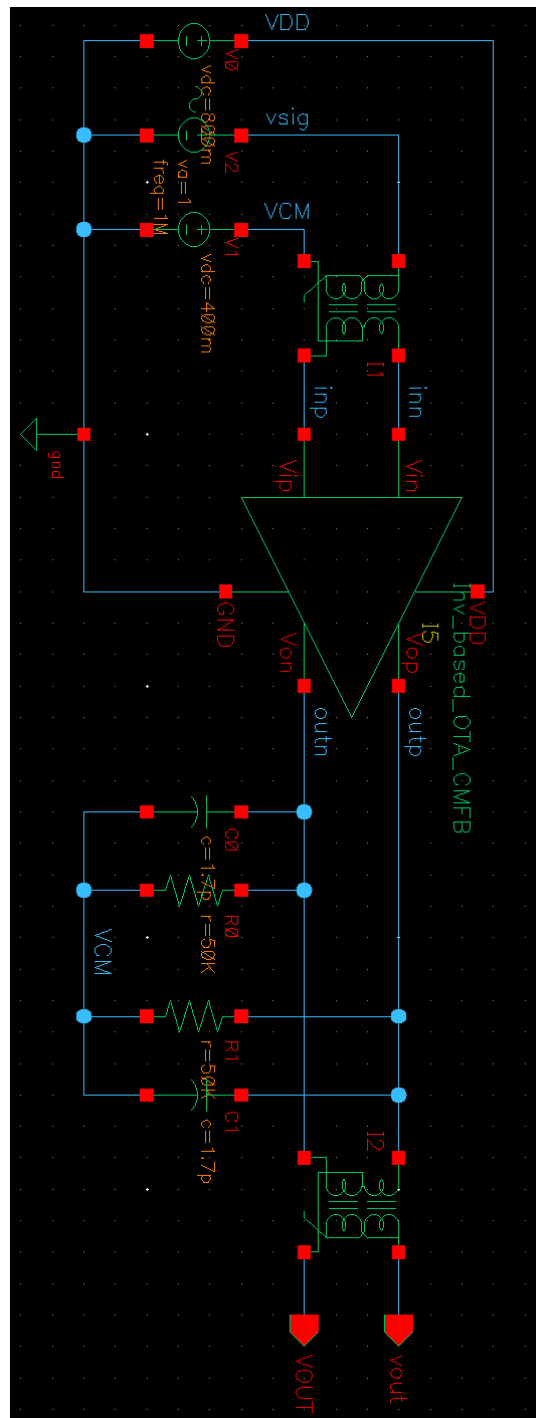 VDD
V0
vdc=800m
vsig
V2
va=1
freq=1M
VCM
V1
vdc=400m
I1
inp
inn
gnd
Vip
Vin
GND
VDD
I5
Inv_based_OTA_CMFB
Von
Vop
outn
outp
C0
c=1.7p
R0
r=50K
VCM
R1
r=50K
C1
c=1.7p
I2
VOUT
vout